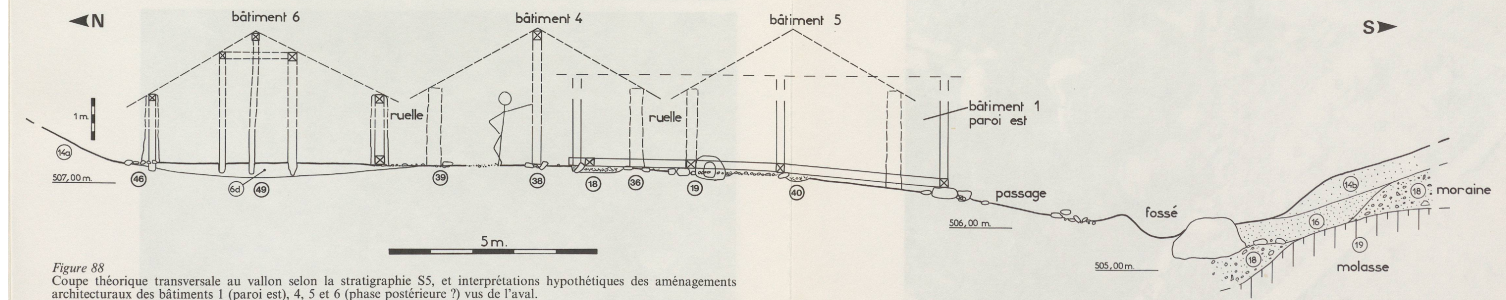 N
bâtiment 6
bâtiment 4
bâtiment 5
S
1 m.
ruelle
ruelle
bâtiment 1
paroi est
14a
507,00 m.
46
6d
49
39
38
18
36
19
40
passage
506,00 m.
fossé
14b
18
moraine
16
19
18
molasse
505,00 m.
5 m.
Figure 88
Coupe théorique transversale au vallon selon la stratigraphie S5, et interprétations hypothétiques des aménagements
architecturaux des bâtiments 1 (paroi est), 4, 5 et 6 (phase postérieure ?) vus de l'aval.